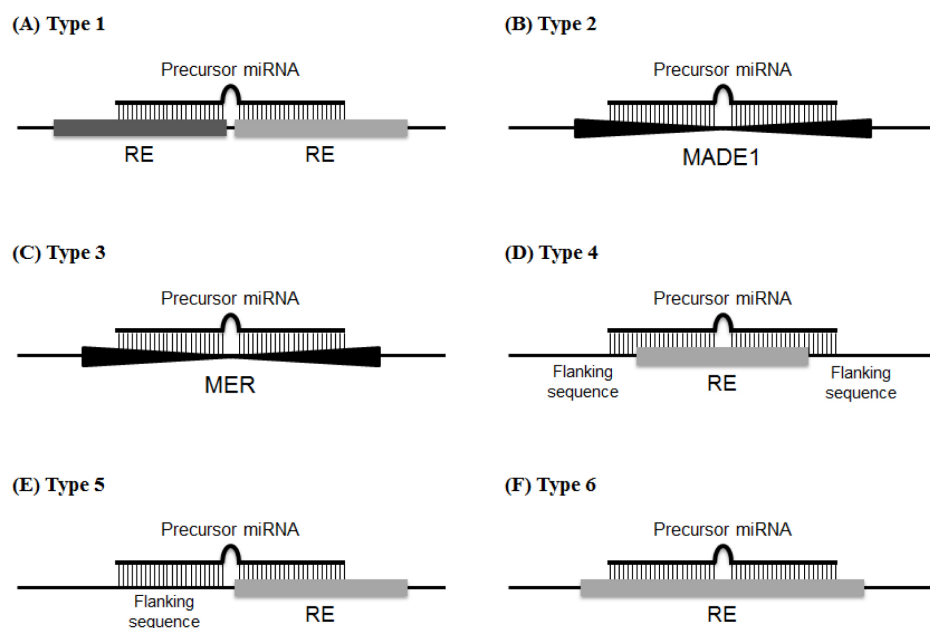 (A) Type 1
Precursor miRNA
RE
RE
(B) Type 2
Precursor miRNA
MADE1
(C) Type 3
Precursor miRNA
MER
(D) Type 4
Precursor miRNA
Flanking
sequence
RE
Flanking
sequence
(E) Type 5
Precursor miRNA
Flanking
sequence
RE
(F) Type 6
Precursor miRNA
RE